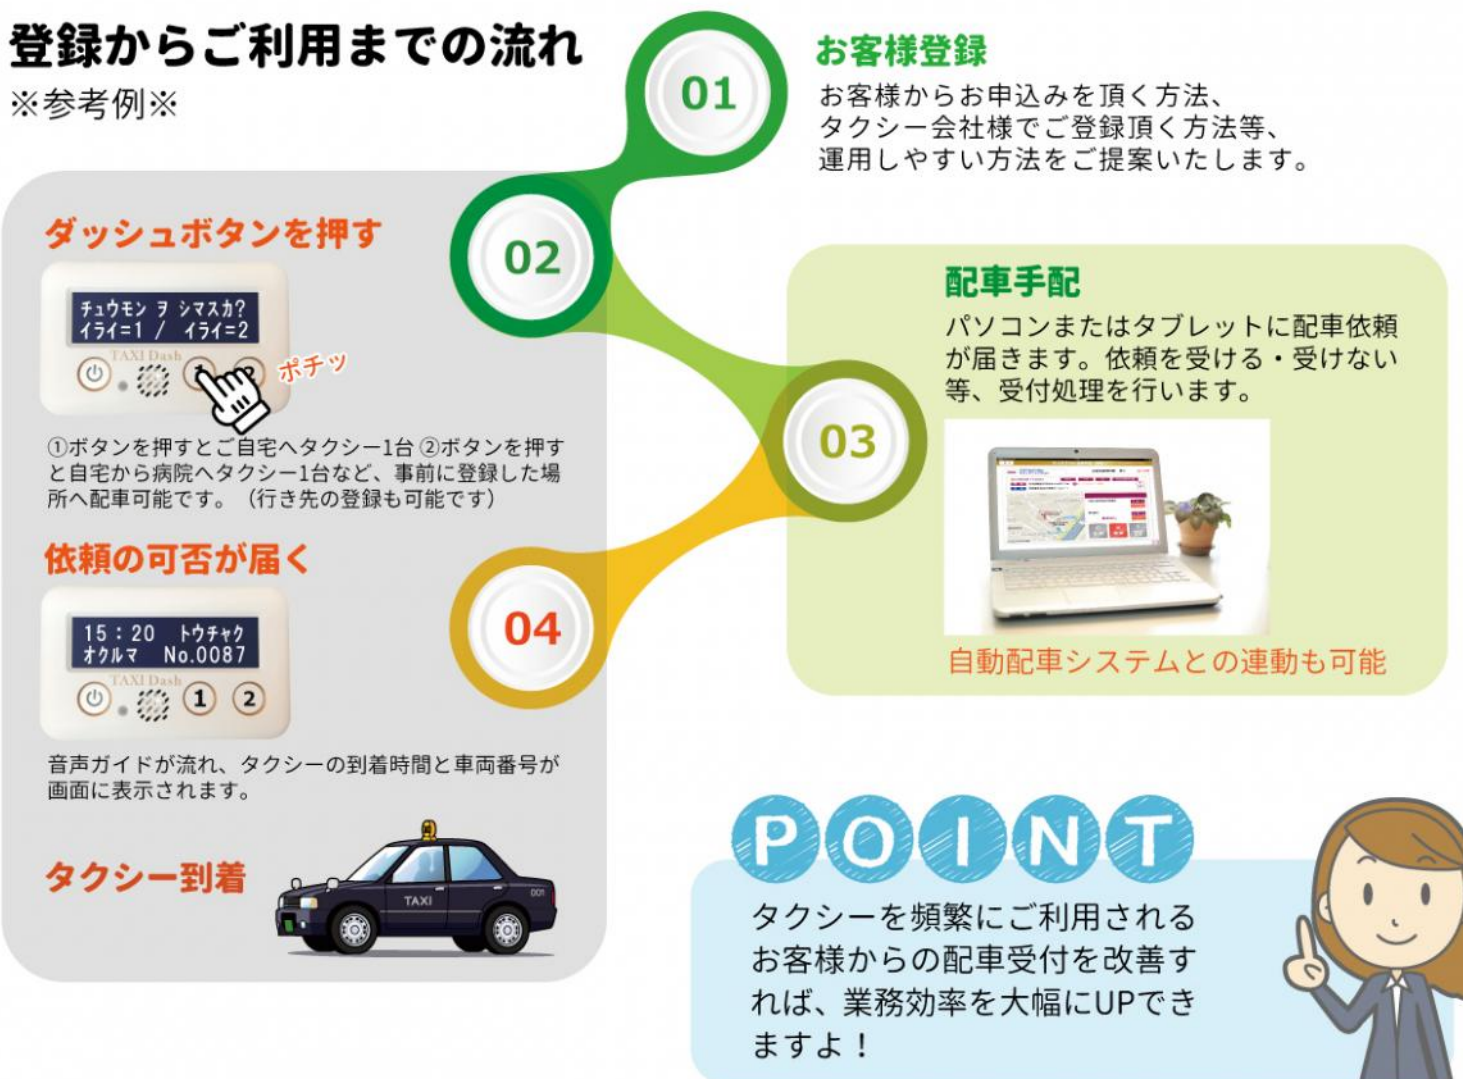 登録からご利用までの流れ
※参考例※
01
お客様登録
お客様からお申込みを頂く方法、
タクシー会社様でご登録頂く方法等、
運用しやすい方法をご提案いたします。
02
ダッシュボタンを押す
チュウモン ヲ シマスカ?
イライ=1 / イライ=2
TAXI Dash
ポチッ
①ボタンを押すとご自宅へタクシー1台 ②ボタンを押す
と自宅から病院へタクシー1台など、事前に登録した場
所へ配車可能です。（行き先の登録も可能です）
03
配車手配
パソコンまたはタブレットに配車依頼
が届きます。依頼を受ける・受けない
等、受付処理を行います。
自動配車システムとの連動も可能
04
依頼の可否が届く
15：20 トウチャク
オクルマ No.0087
TAXI Dash
1 2
音声ガイドが流れ、タクシーの到着時間と車両番号が
画面に表示されます。
タクシー到着
TAXI
001
POINT
タクシーを頻繁にご利用される
お客様からの配車受付を改善す
れば、業務効率を大幅にUPでき
ますよ！